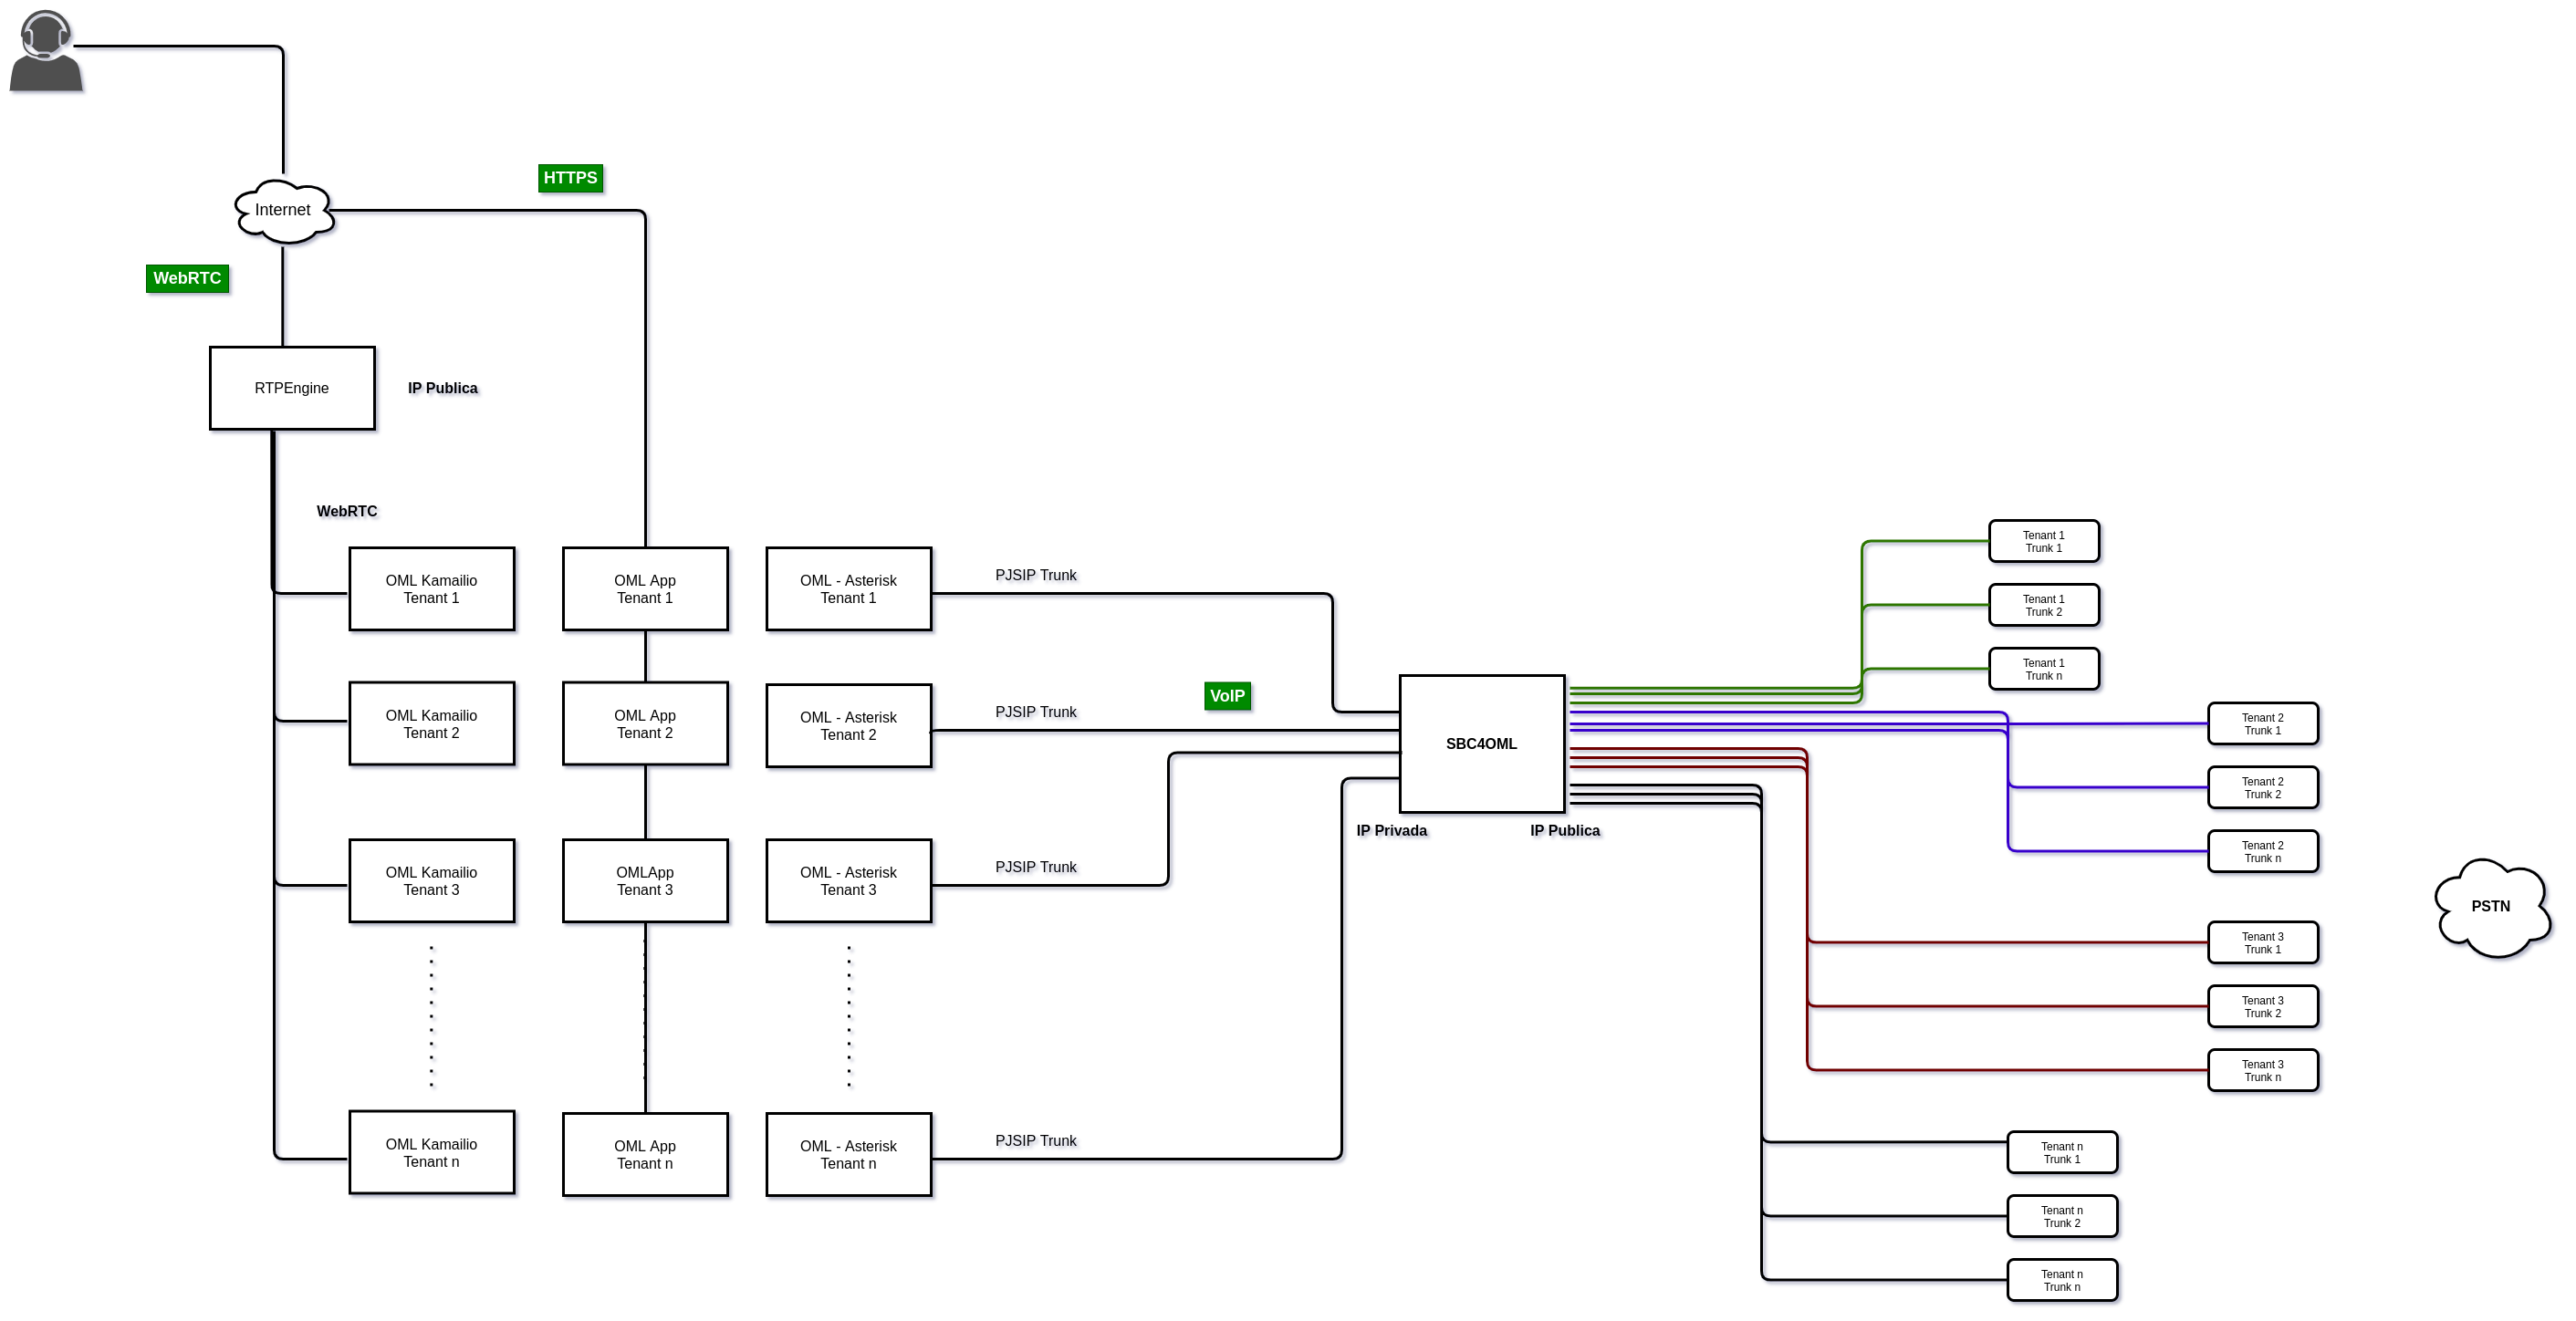 HTTPS
Internet
WebRTC
RTPEngine
IP Publica
WebRTC
OML Kamailio
Tenant 1
OML App
Tenant 1
OML - Asterisk
Tenant 1
PJSIP Trunk
OML Kamailio
Tenant 2
OML App
Tenant 2
OML - Asterisk
Tenant 2
PJSIP Trunk
VoIP
OML Kamailio
Tenant 3
OMLApp
Tenant 3
OML - Asterisk
Tenant 3
PJSIP Trunk
OML Kamailio
Tenant n
OML App
Tenant n
OML - Asterisk
Tenant n
PJSIP Trunk
SBC4OML
IP Privada
IP Publica
Tenant 1
Trunk 1
Tenant 1
Trunk 2
Tenant 1
Trunk n
Tenant 2
Trunk 1
Tenant 2
Trunk 2
Tenant 2
Trunk n
Tenant 3
Trunk 1
Tenant 3
Trunk 2
Tenant 3
Trunk n
Tenant n
Trunk 1
Tenant n
Trunk 2
Tenant n
Trunk n
PSTN